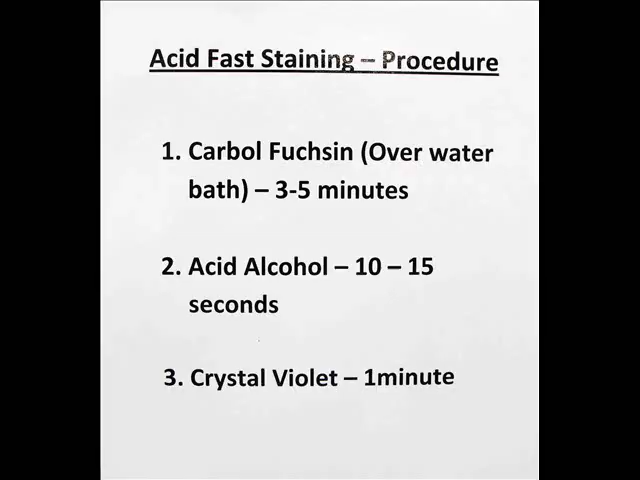 Acid Fast Staining – Procedure
1. Carbol Fuchsin (Over water
bath) – 3-5 minutes
2. Acid Alcohol – 10 – 15
seconds
3. Crystal Violet – 1minute